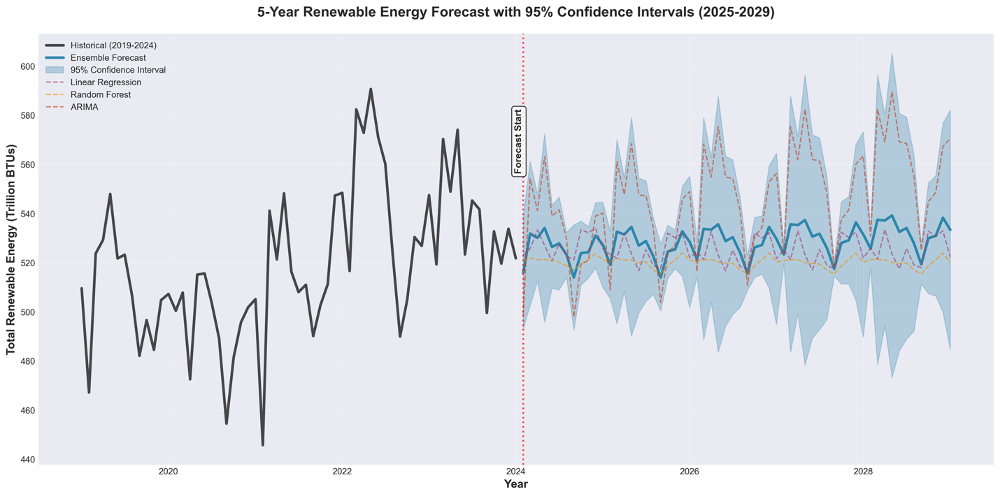 5-Year Renewable Energy Forecast with 95% Confidence Intervals (2025-2029)
Historical (2019-2024)
Ensemble Forecast
95% Confidence Interval
Linear Regression
Random Forest
ARIMA
Forecast Start
Total Renewable Energy (Trillion BTUs)
600
580
560
540
520
500
480
460
440
2020
2022
2024
2026
2028
Year